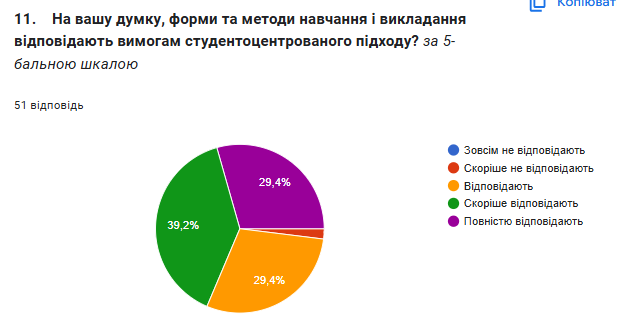 Копіюват
11. На вашу думку, форми та методи навчання і викладання
відповідають вимогам студентоцентрованого підходу? за 5-
бальною шкалою
51 відповідь
Зовсім не відповідають
Скоріше не відповідають
Відповідають
Скоріше відповідають
Повністю відповідають
29,4%
39,2%
29,4%